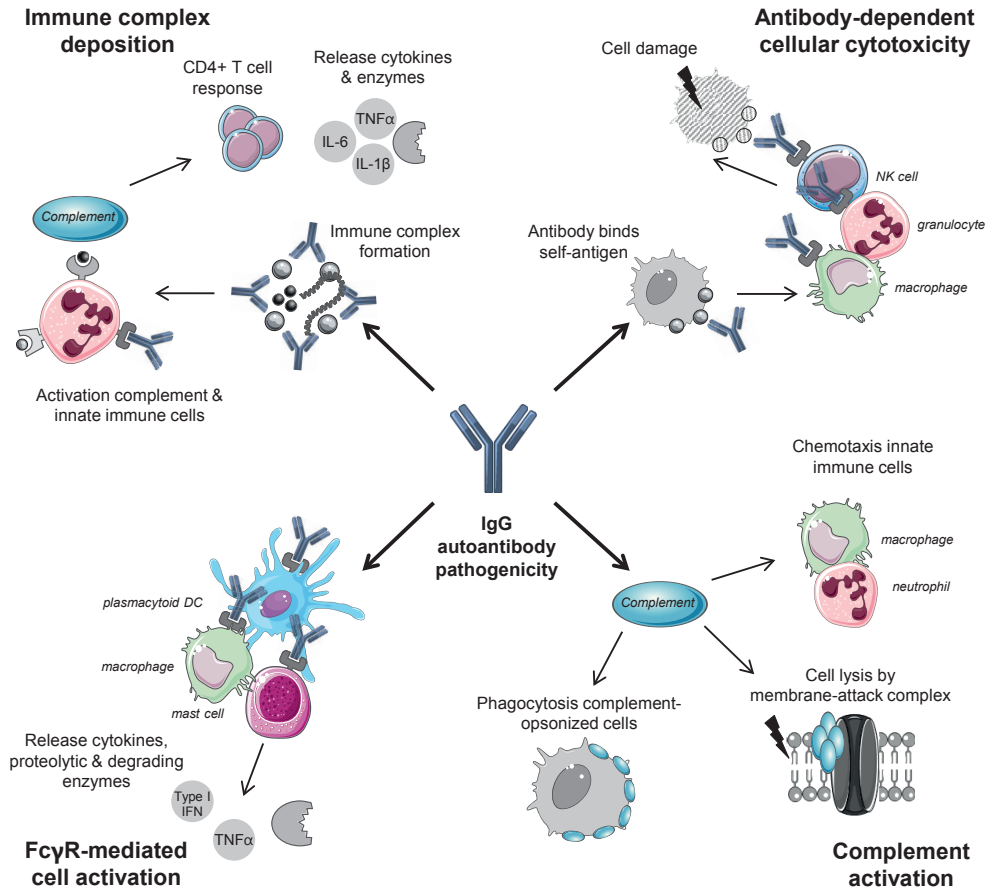 Immune complex
deposition
CD4+ T cell
response
Release cytokines
& enzymes
TNFα
IL-6
IL-1β
Complement
Immune complex
formation
Activation complement &
innate immune cells
Antibody-dependent
cellular cytotoxicity
Cell damage
NK cell
granulocyte
macrophage
Antibody binds
self-antigen
IgG
autoantibody
pathogenicity
plasmacytoid DC
macrophage
mast cell
Release cytokines,
proteolytic & degrading
enzymes
Type I
IFN
TNFα
FcγR-mediated
cell activation
Chemotaxis innate
immune cells
macrophage
neutrophil
Complement
Phagocytosis complement-
opsonized cells
Cell lysis by
membrane-attack complex
Complement
activation